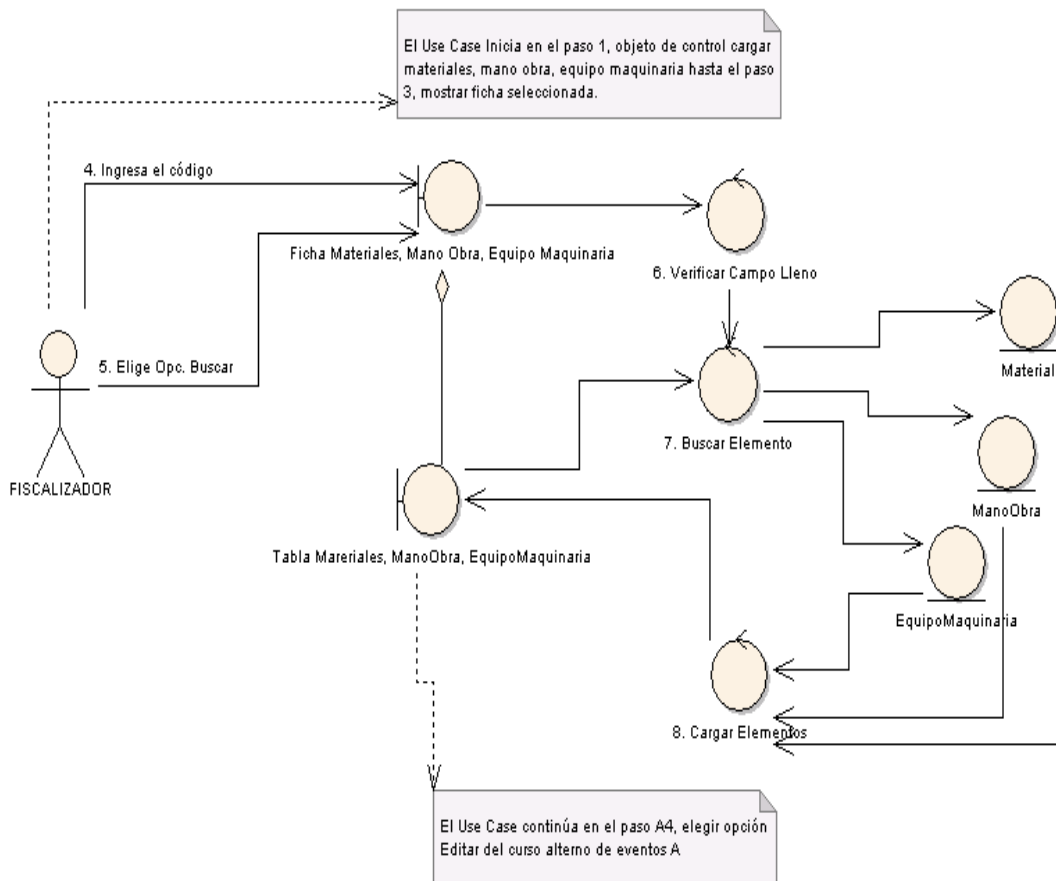 El Use Case Inicia en el paso 1, objeto de control cargar
materiales, mano obra, equipo maquinaria hasta el paso
3, mostrar ficha seleccionada.
4. Ingresa el código
Ficha Materiales, Mano Obra, Equipo Maquinaria
6. Verificar Campo Lleno
5. Elige Opc. Buscar
Material
7. Buscar Elemento
FISCALIZADOR
ManoObra
Tabla Mareriales, ManoObra, EquipoMaquinaria
EquipoMaquinaria
8. Cargar Elementos
El Use Case continúa en el paso A4, elegir opción
Editar del curso alterno de eventos A